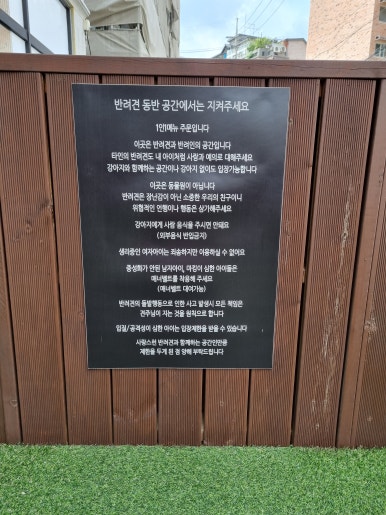 반려견 동반 공간에서는 지켜주세요
1인1메뉴 주문입니다
이곳은 반려견과 반려인의 공간입니다
타인의 반려견도 내 아이처럼 사랑과 예의로 대해주세요
강아지와 함께하는 공간이나 강아지 없이도 입장가능합니다
이곳은 동물원이 아닙니다
반려견은 장난감이 아닌 소중한 우리의 친구이니
위협적인 언행이나 행동은 삼가해주세요
강아지에게 사람 음식을 주시면 안돼요
(외부음식 반입금지)
생리중인 여자아이는 죄송하지만 이용하실 수 없어요
중성화가 안된 남자아이, 마킹이 심한 아이들은
매너벨트를 착용해 주세요
(매너벨트 대여가능)
반려견의 돌발행동으로 인한 사고 발생시 모든 책임은
견주님이 지는 것을 원칙으로 합니다
입질/공격성이 심한 아이는 입장제한을 받을 수 있습니다
사랑스런 반려견과 함께하는 공간인만큼
제한을 두게 된 점 양해 부탁드립니다